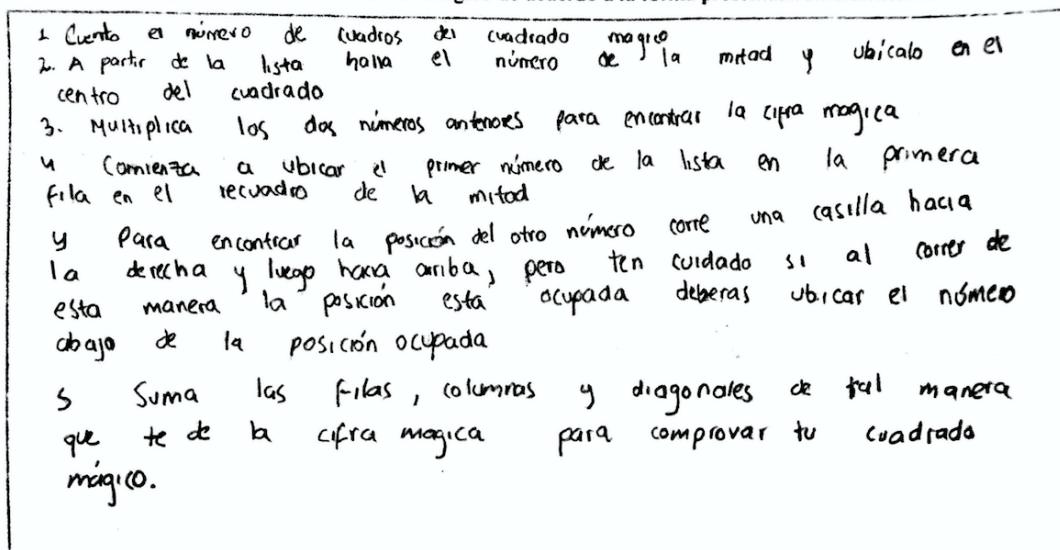 1 Cuenta el número de cuadros del cuadrado magico
2. A partir de la lista halla el número de la mitad y ubícalo en el
centro del cuadrado
3. Multiplica los dos números anteriores para encontrar la cifra magica
4 Comienza a ubicar el primer número de la lista en la primera
fila en el recuadro de la mitad
y Para encontrar la posición del otro número corre una casilla hacia
la derecha y luego hacia arriba, pero ten cuidado si al correr de
esta manera la posición esta ocupada deberas ubicar el número
abajo de la posición ocupada
5 Suma las filas, columnas y diagonales de tal manera
que te de la cifra magica para comprovar tu cuadrado
mágico.